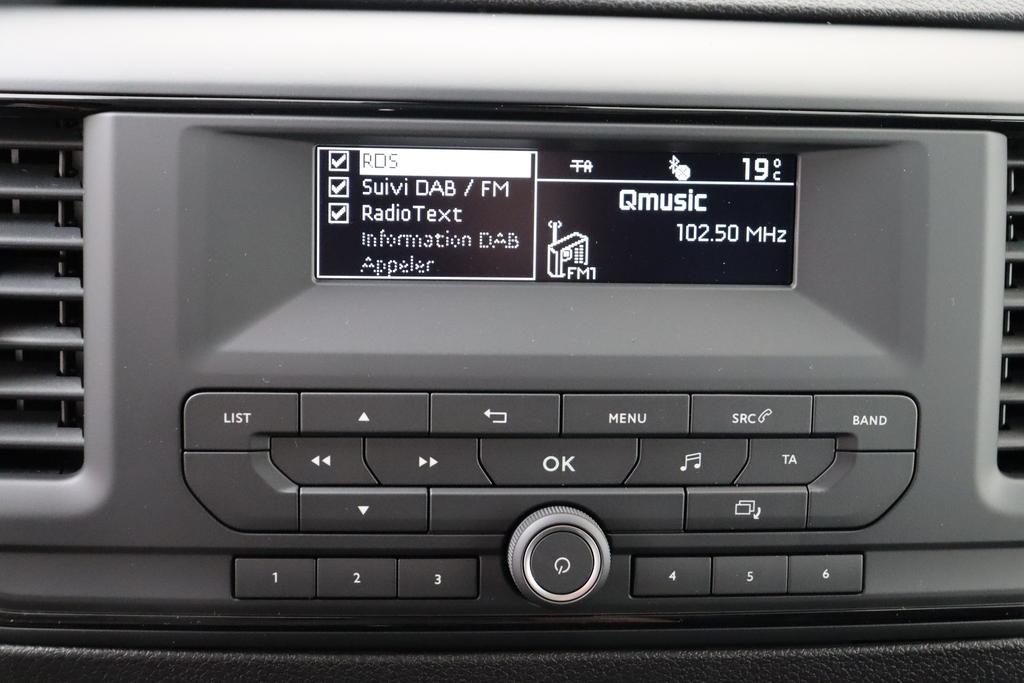 RDS
Suivi DAB / FM
RadioText
Information DAB
Appeler
TA
19°C
Qmusic
102.50 MHz
FM1
LIST
MENU
SRC
BAND
OK
TA
1
2
3
4
5
6